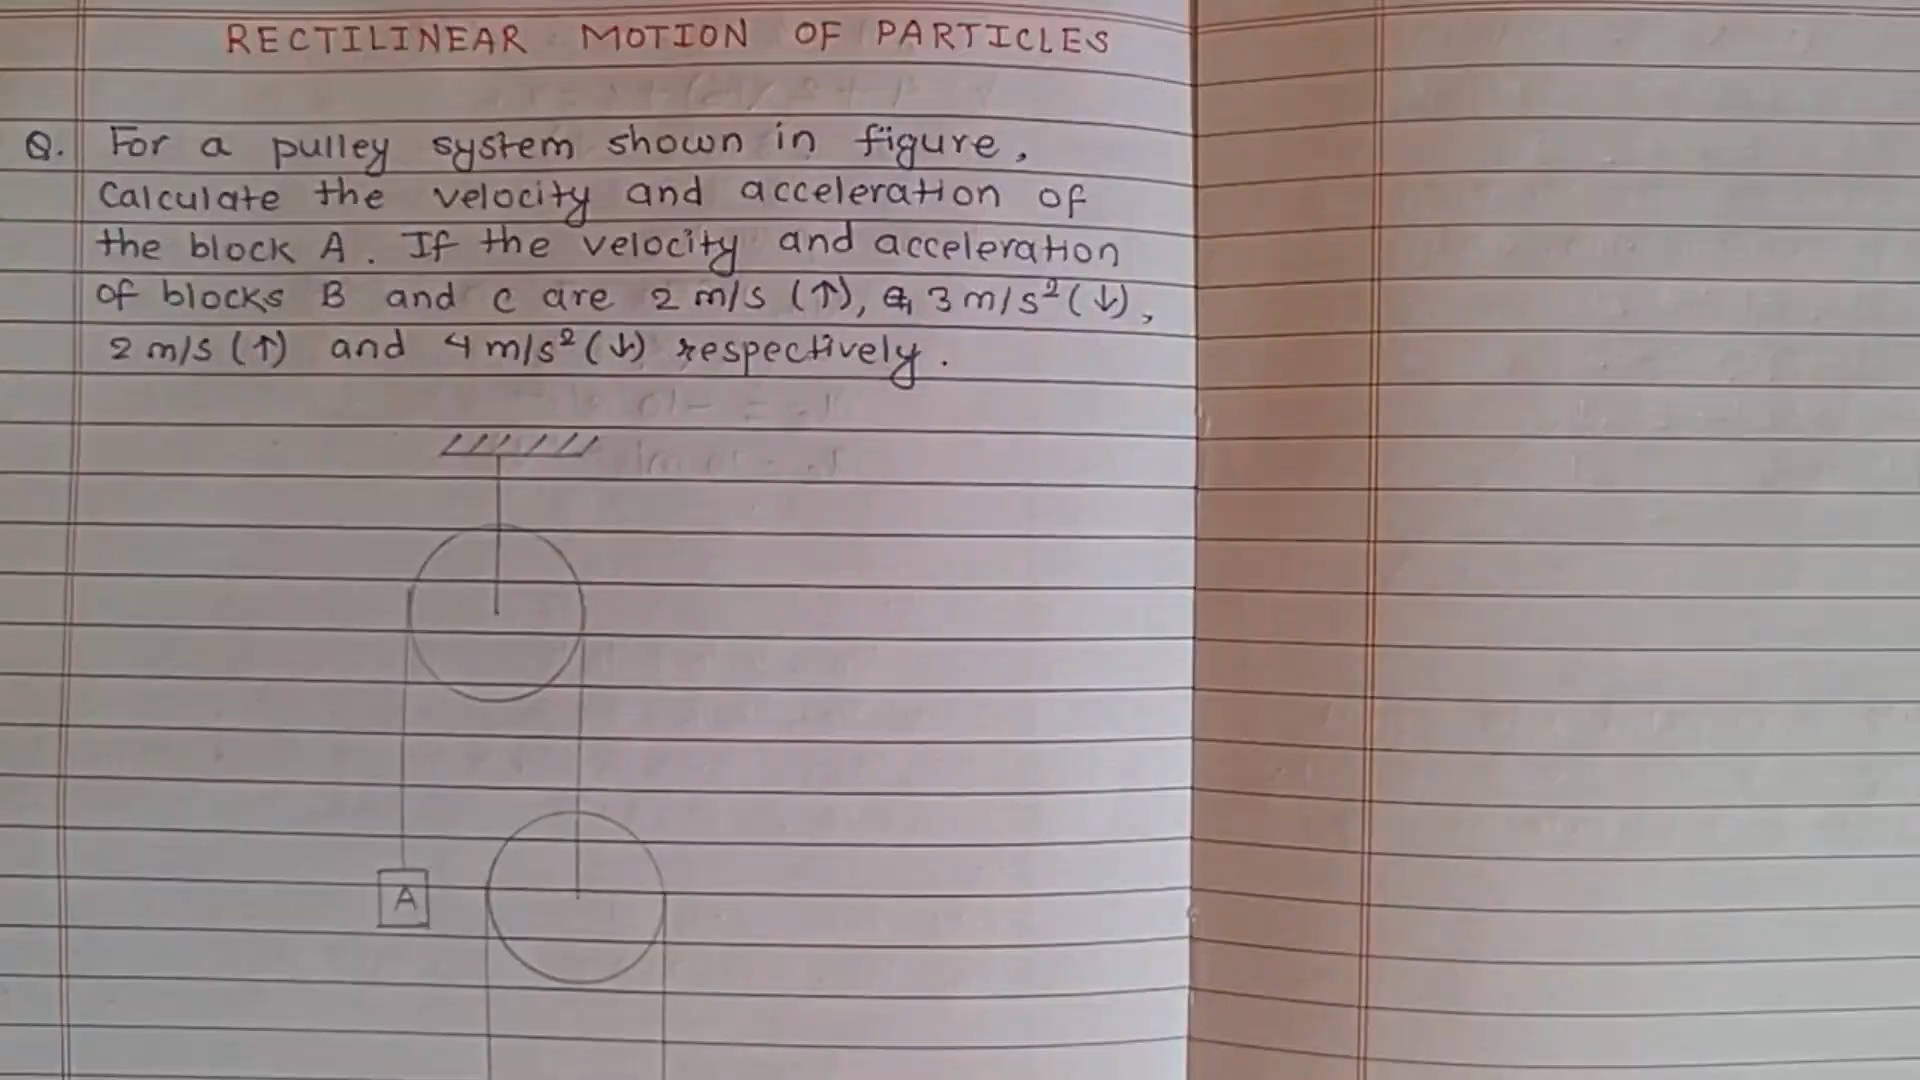 RECTILINEAR MOTION OF PARTICLES
Q. For a pulley system shown in figure,
Calculate the velocity and acceleration of
the block A. If the velocity and acceleration
of blocks B and C are 2 m/s (↑), 3 m/s² (↓),
2 m/s (↑) and 4 m/s² (↓) respectively.
A